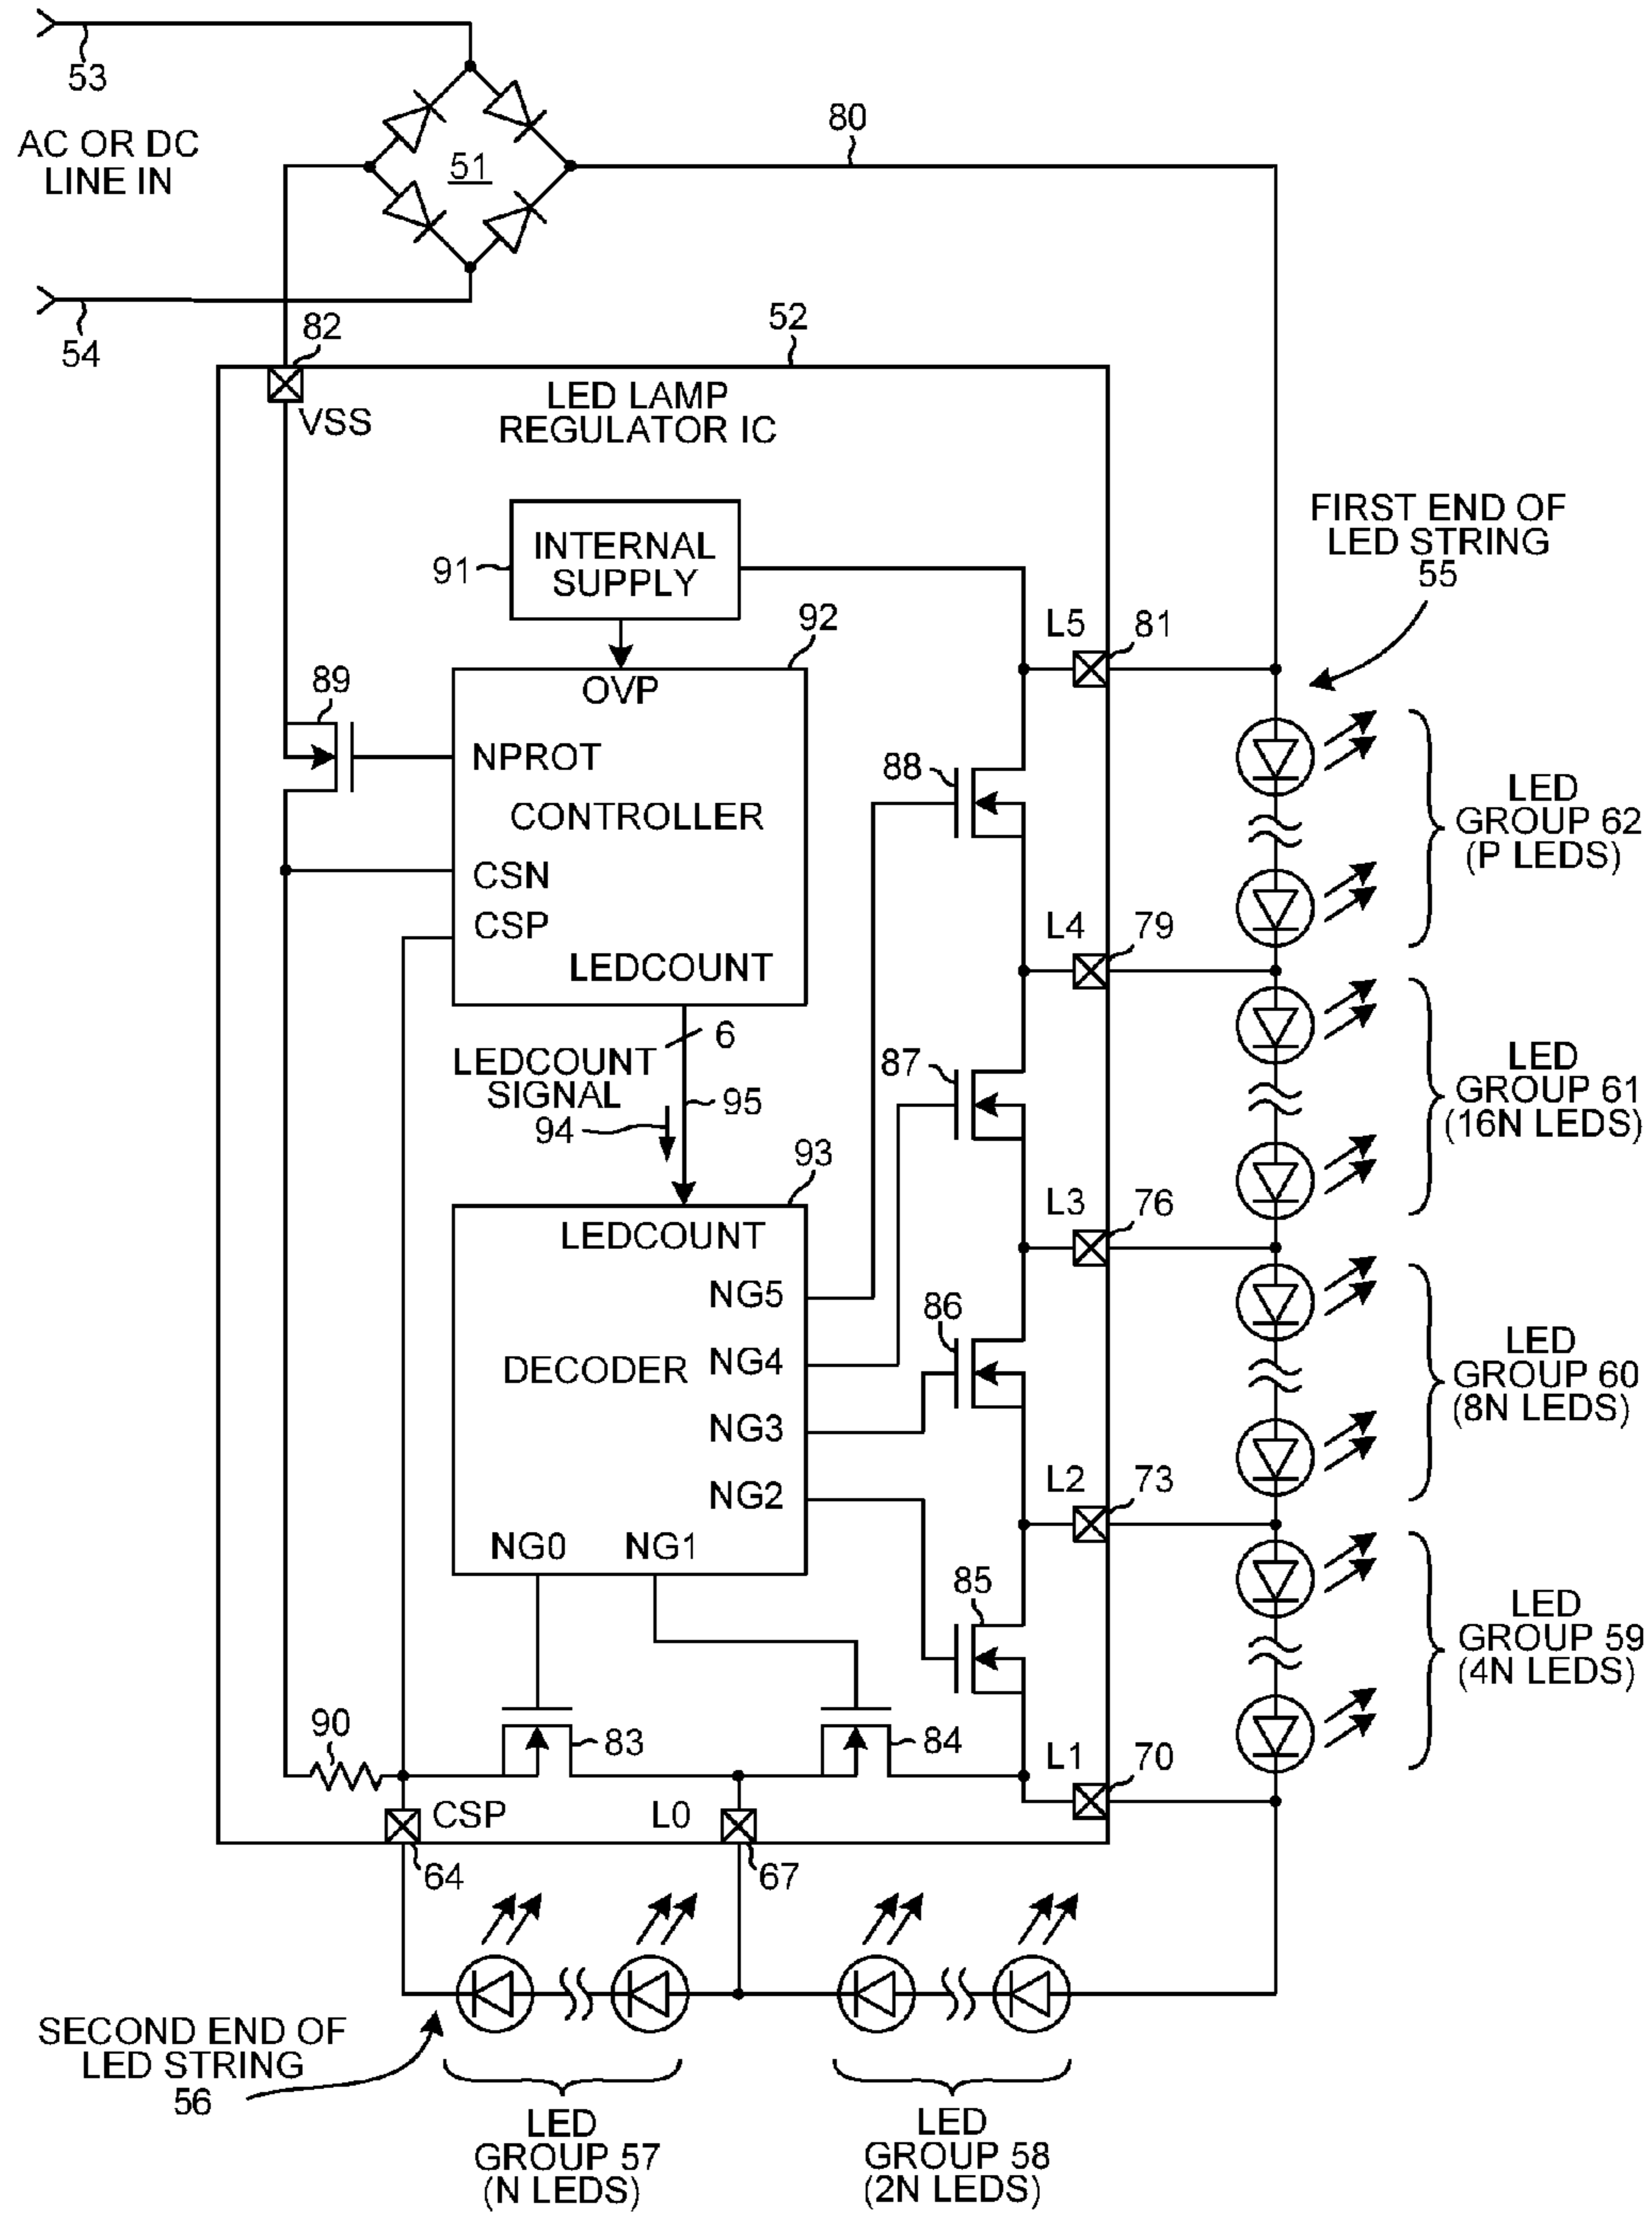 53
AC OR DC
LINE IN
54
51
80
82
52
VSS
LED LAMP
REGULATOR IC
INTERNAL
SUPPLY
91
92
OVP
89
NPROT
CONTROLLER
CSN
CSP
LEDCOUNT
6
LEDCOUNT
SIGNAL
94
95
93
LEDCOUNT
DECODER
NG5
NG4
NG3
NG2
NG0
NG1
88
87
86
85
84
83
90
L5
81
L4
79
L3
76
L2
73
L1
70
CSP
64
L0
67
FIRST END OF
LED STRING
55
LED
GROUP 62
(P LEDS)
LED
GROUP 61
(16N LEDS)
LED
GROUP 60
(8N LEDS)
LED
GROUP 59
(4N LEDS)
SECOND END OF
LED STRING
56
LED
GROUP 57
(N LEDS)
LED
GROUP 58
(2N LEDS)